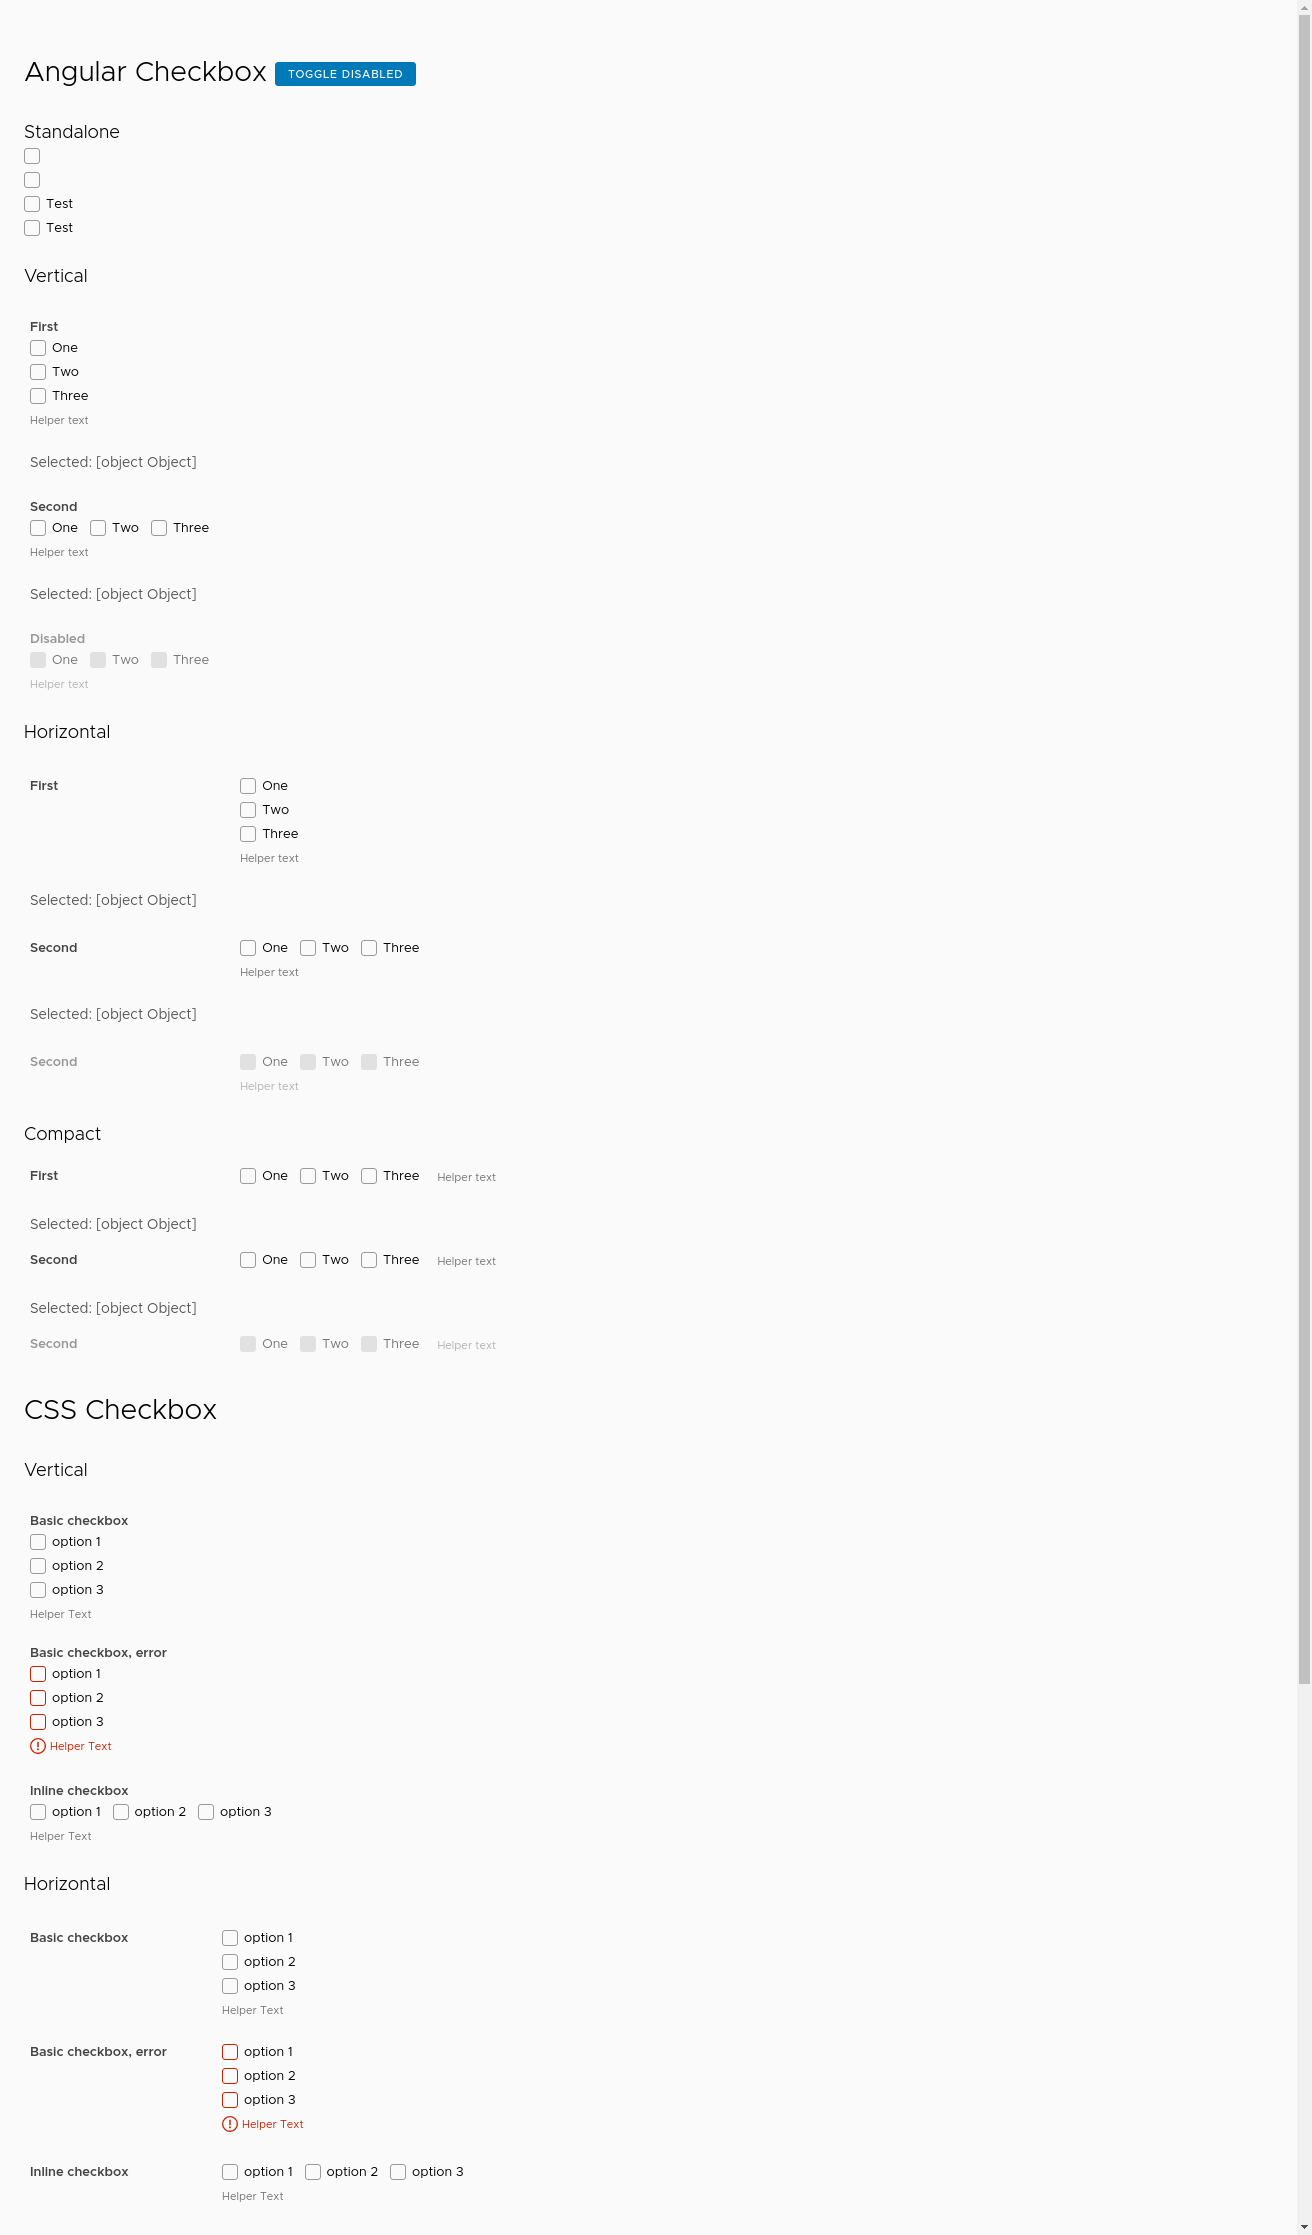 Angular Checkbox TOGGLE DISABLED
Standalone
Test
Test
Vertical
First
One
Two
Three
Helper text
Selected: [object Object]
Second
One Two Three
Helper text
Selected: [object Object]
Disabled
One Two Three
Helper text
Horizontal
First One
Two
Three
Helper text
Selected: [object Object]
Second One Two Three
Helper text
Selected: [object Object]
Second One Two Three
Helper text
Compact
First One Two Three Helper text
Selected: [object Object]
Second One Two Three Helper text
Selected: [object Object]
Second One Two Three Helper text
CSS Checkbox
Vertical
Basic checkbox
option 1
option 2
option 3
Helper Text
Basic checkbox, error
option 1
option 2
option 3
Helper Text
Inline checkbox
option 1 option 2 option 3
Helper Text
Horizontal
Basic checkbox option 1
option 2
option 3
Helper Text
Basic checkbox, error option 1
option 2
option 3
Helper Text
Inline checkbox option 1 option 2 option 3
Helper Text